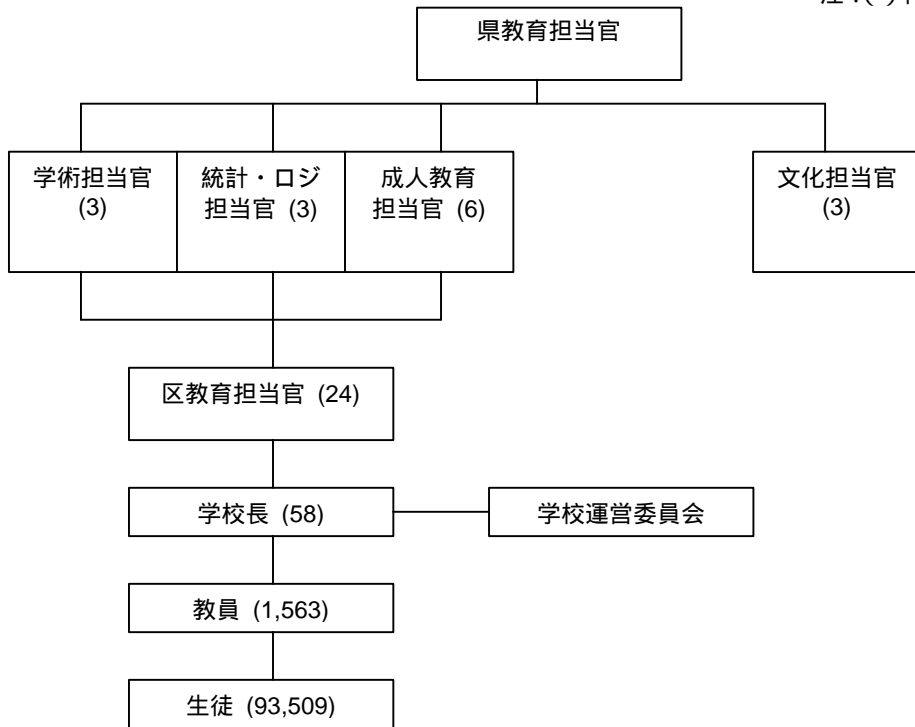 注：( )
県教育担当官
学術担当官
(3)
統計・ロジ
担当官 (3)
成人教育
担当官 (6)
文化担当官
(3)
区教育担当官 (24)
学校長 (58)
学校運営委員会
教員 (1,563)
生徒 (93,509)